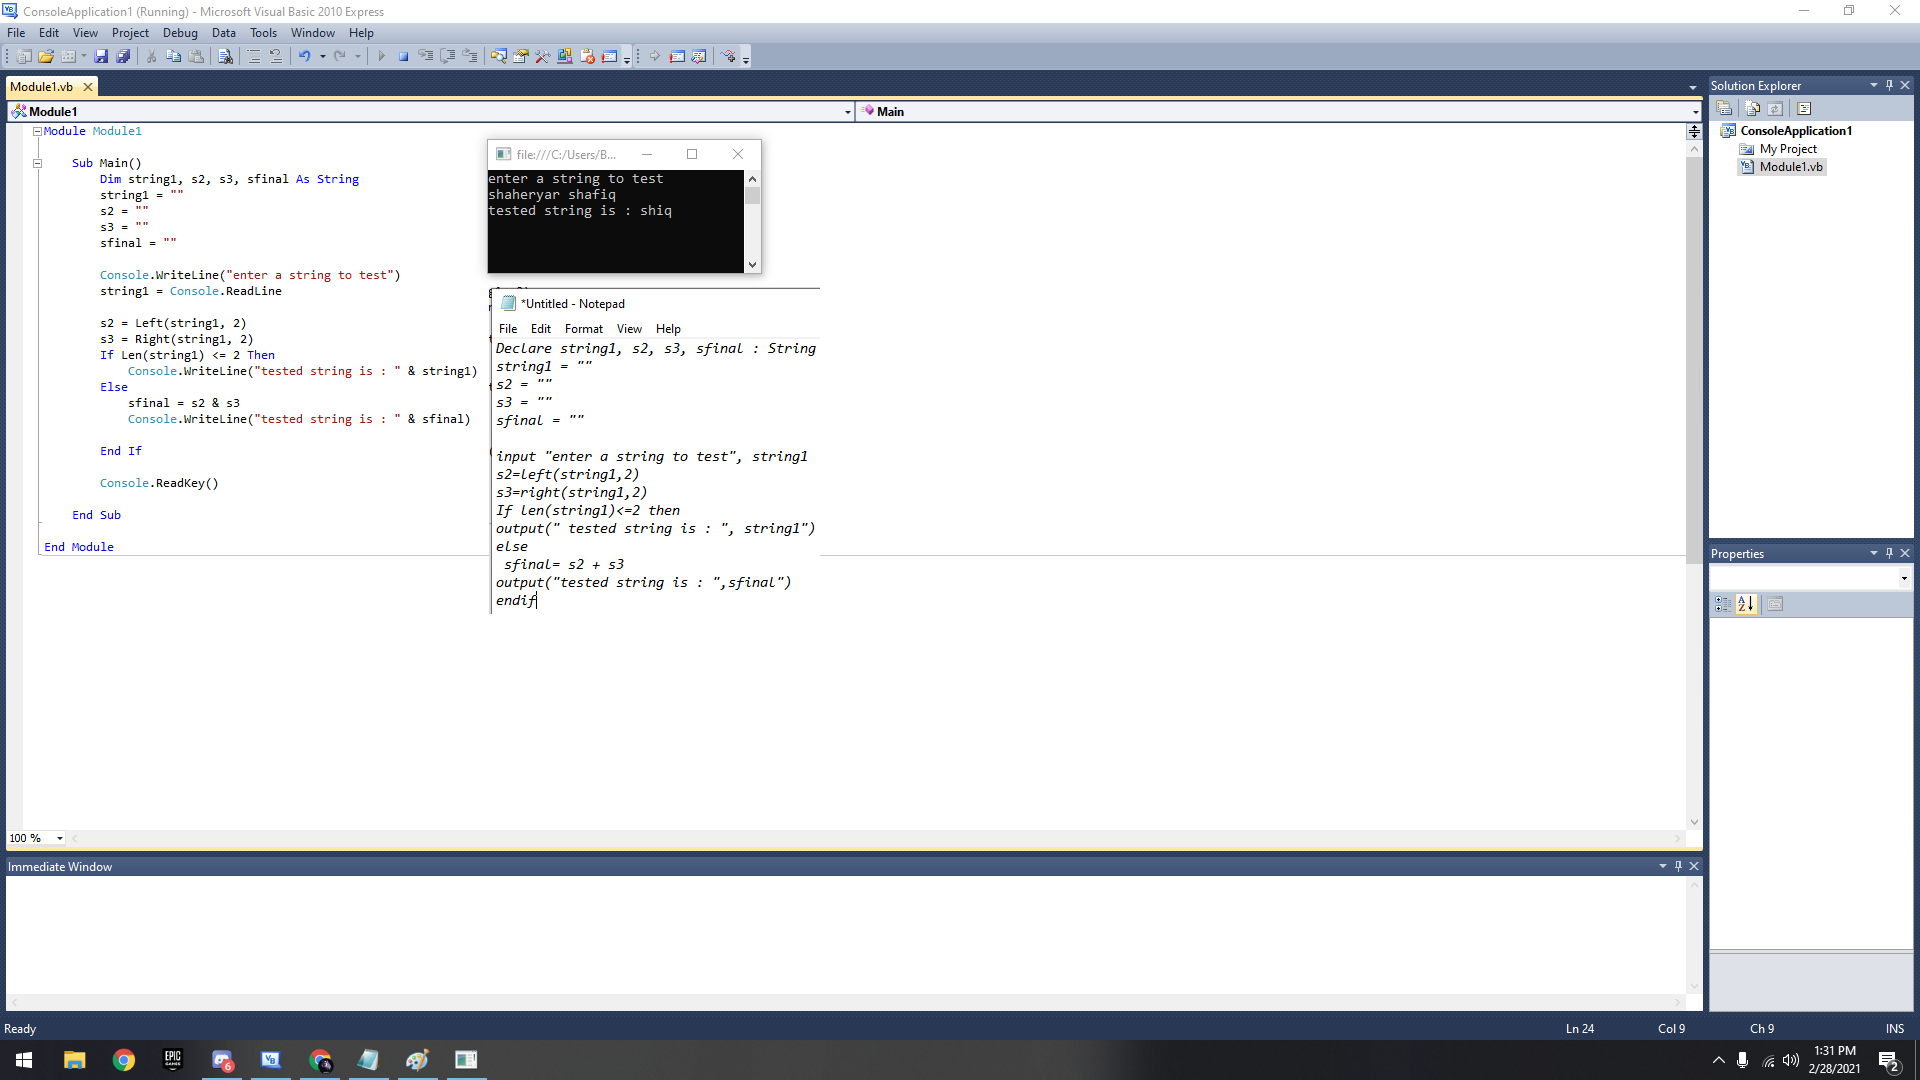 ConsoleApplication1 (Running) - Microsoft Visual Basic 2010 Express
File Edit View Project Debug Data Tools Window Help
Module1.vb
Module1
Main
Module Module1
Sub Main()
Dim string1, s2, s3, sfinal As String
string1 = ""
s2 = ""
s3 = ""
sfinal = ""
Console.WriteLine("enter a string to test")
string1 = Console.ReadLine
s2 = Left(string1, 2)
s3 = Right(string1, 2)
If Len(string1) <= 2 Then
Console.WriteLine("tested string is : " & string1)
Else
sfinal = s2 & s3
Console.WriteLine("tested string is : " & sfinal)
End If
Console.ReadKey()
End Sub
End Module
file:///C:/Users/B...
enter a string to test
shaheryar shafiq
tested string is : shiq
*Untitled - Notepad
File Edit Format View Help
Declare string1, s2, s3, sfinal : String
string1 = ""
s2 = ""
s3 = ""
sfinal = ""
input "enter a string to test", string1
s2=left(string1,2)
s3=right(string1,2)
If len(string1)<=2 then
output(" tested string is : ", string1")
else
sfinal= s2 + s3
output("tested string is : ",sfinal")
endif
Solution Explorer
ConsoleApplication1
My Project
Module1.vb
Properties
100 %
Immediate Window
Ready
Ln 24
Col 9
Ch 9
INS
EPIC GAMES
6
VB
1:31 PM
2/28/2021
2